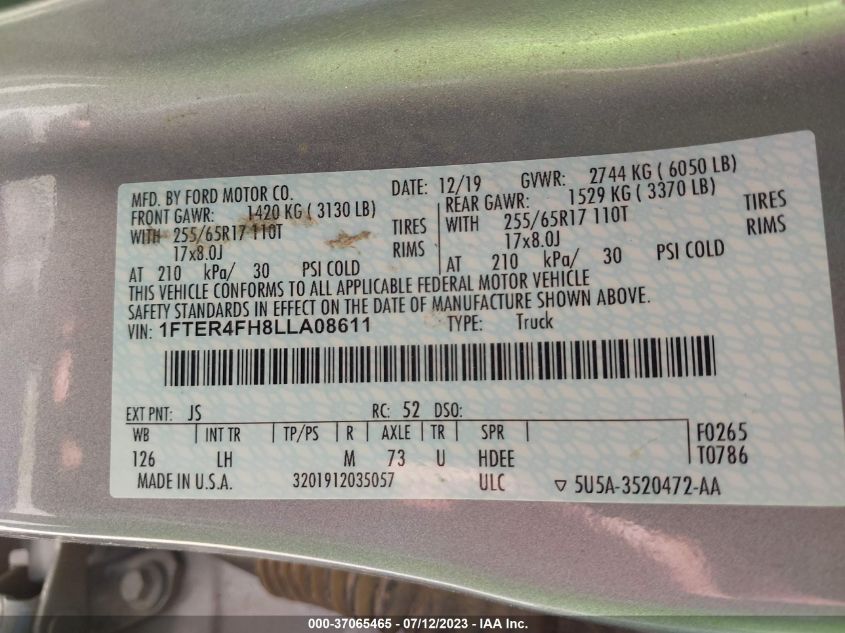 MFD. BY FORD MOTOR CO. DATE: 12/19 GVWR: 2744 KG ( 6050 LB)
FRONT GAWR: 1420 KG ( 3130 LB) REAR GAWR: 1529 KG ( 3370 LB)
WITH 255/65R17 110T TIRES WITH 255/65R17 110T TIRES
17x8.0J RIMS 17x8.0J RIMS
AT 210 kPa/ 30 PSI COLD AT 210 kPa/ 30 PSI COLD
THIS VEHICLE CONFORMS TO ALL APPLICABLE FEDERAL MOTOR VEHICLE
SAFETY STANDARDS IN EFFECT ON THE DATE OF MANUFACTURE SHOWN ABOVE.
VIN: 1FTER4FH8LLA08611 TYPE: Truck
EXT PNT: JS RC: 52 DSO:
WB INT TR TP/PS R AXLE TR SPR F0265
126 LH M 73 U HDEE T0786
MADE IN U.S.A. 3201912035057 ULC ▽ 5U5A-3520472-AA
000-37065465 - 07/12/2023 - IAA Inc.